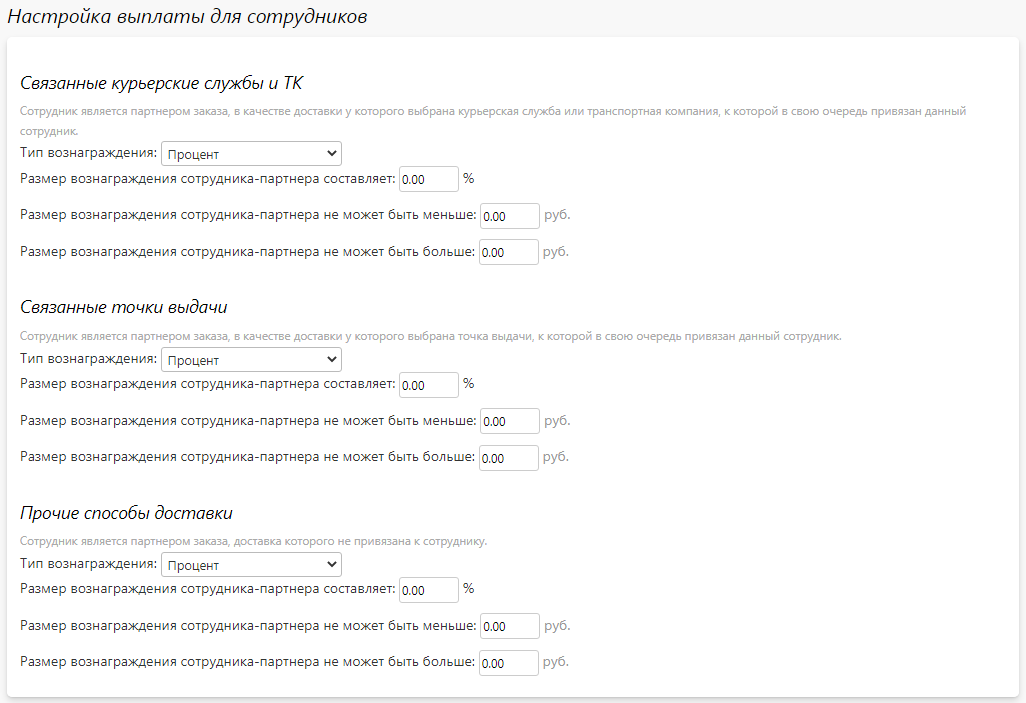 Настройка выплаты для сотрудников
Связанные курьерские службы и ТК
Сотрудник является партнером заказа, в качестве доставки у которого выбрана курьерская служба или транспортная компания, к которой в свою очередь привязан данный
сотрудник.
Тип вознаграждения: Процент
Размер вознаграждения сотрудника-партнера составляет: 0.00 %
Размер вознаграждения сотрудника-партнера не может быть меньше: 0.00 руб.
Размер вознаграждения сотрудника-партнера не может быть больше: 0.00 руб.
Связанные точки выдачи
Сотрудник является партнером заказа, в качестве доставки у которого выбрана точка выдачи, к которой в свою очередь привязан данный сотрудник.
Тип вознаграждения: Процент
Размер вознаграждения сотрудника-партнера составляет: 0.00 %
Размер вознаграждения сотрудника-партнера не может быть меньше: 0.00 руб.
Размер вознаграждения сотрудника-партнера не может быть больше: 0.00 руб.
Прочие способы доставки
Сотрудник является партнером заказа, доставка которого не привязана к сотруднику.
Тип вознаграждения: Процент
Размер вознаграждения сотрудника-партнера составляет: 0.00 %
Размер вознаграждения сотрудника-партнера не может быть меньше: 0.00 руб.
Размер вознаграждения сотрудника-партнера не может быть больше: 0.00 руб.